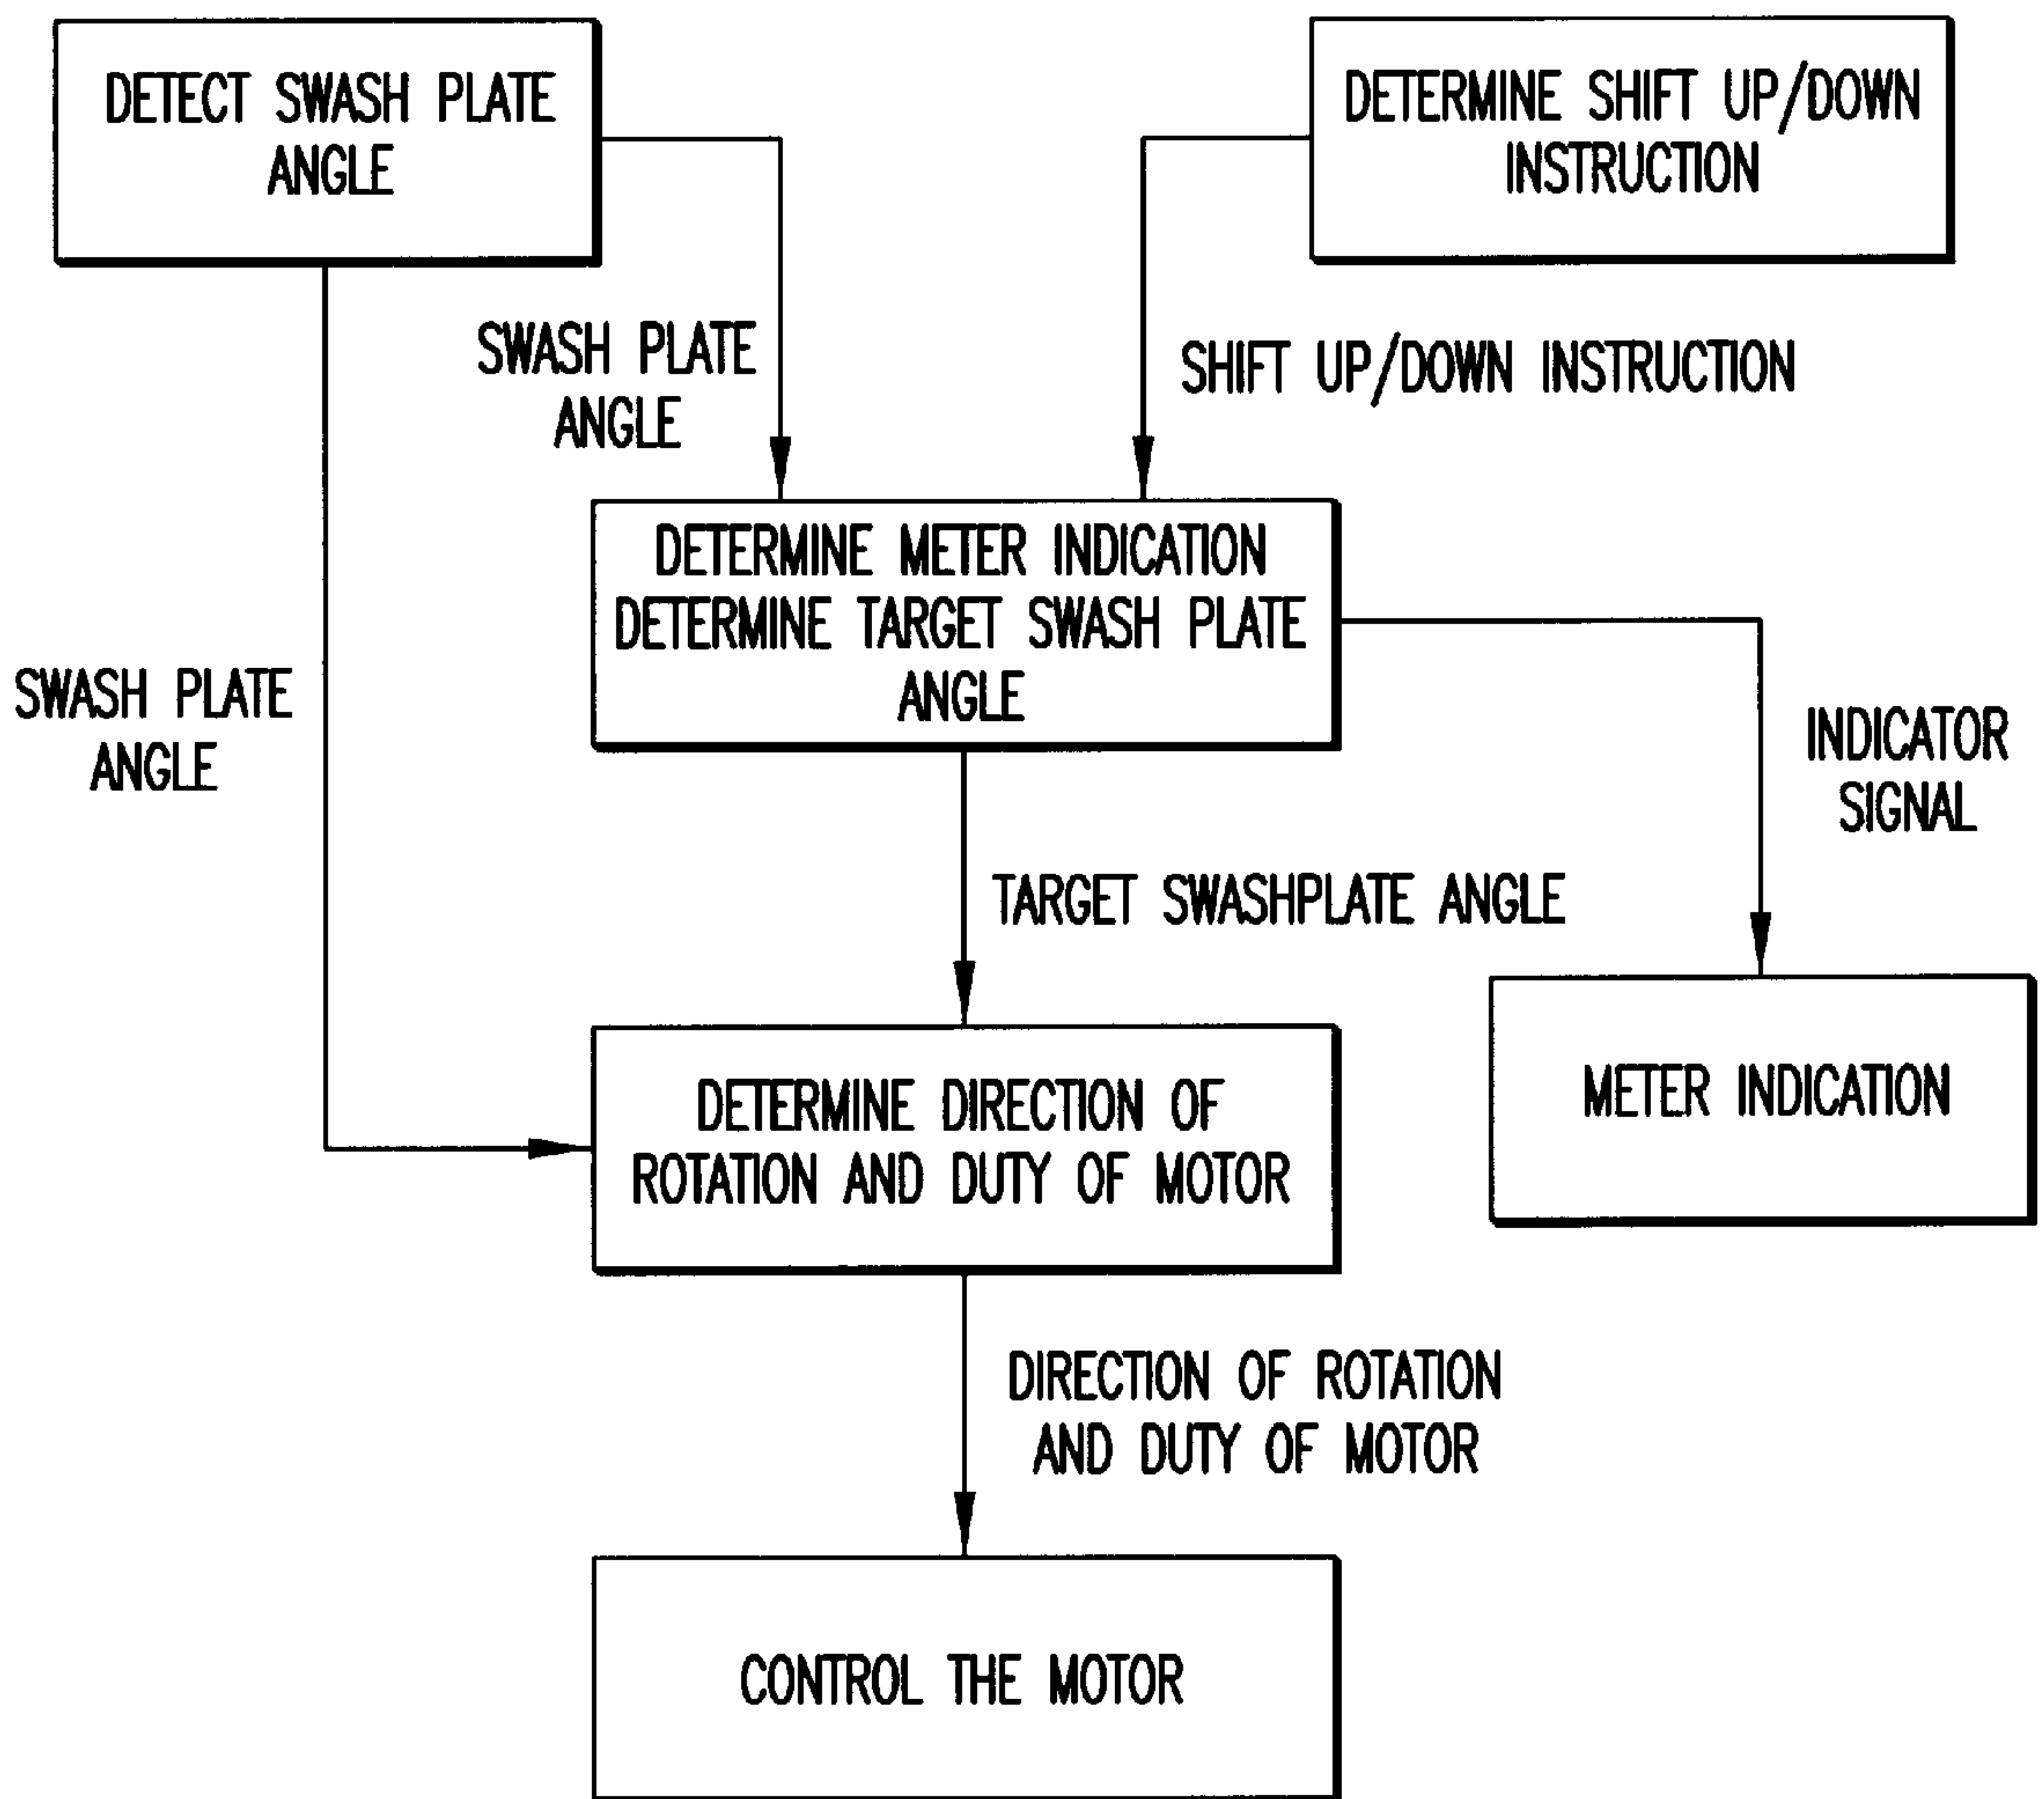 DETECT SWASH PLATE
ANGLE
DETERMINE SHIFT UP/DOWN
INSTRUCTION
SWASH PLATE
ANGLE
SHIFT UP/DOWN INSTRUCTION
DETERMINE METER INDICATION
DETERMINE TARGET SWASH PLATE
ANGLE
SWASH PLATE
ANGLE
INDICATOR
SIGNAL
TARGET SWASHPLATE ANGLE
DETERMINE DIRECTION OF
ROTATION AND DUTY OF MOTOR
METER INDICATION
DIRECTION OF ROTATION
AND DUTY OF MOTOR
CONTROL THE MOTOR